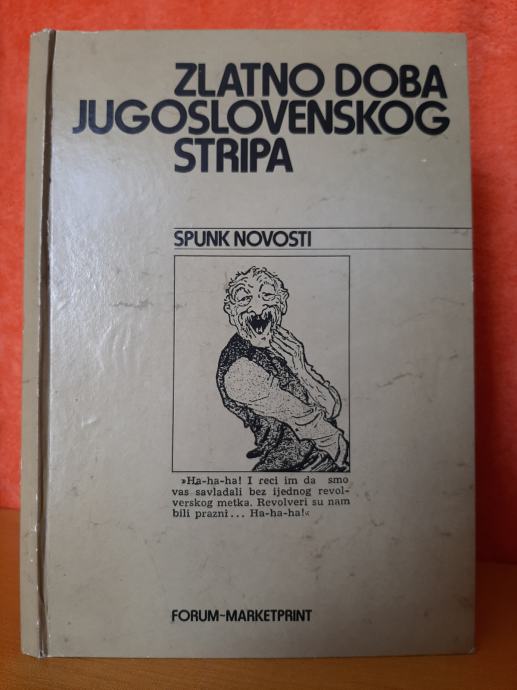 ZLATNO DOBA
JUGOSLOVENSKOG
STRIPA
SPUNK NOVOSTI
»Ha-ha-ha! I reci im da smo
vas savladali bez ijednog revol-
verskog metka. Revolveri su nam
bili prazni... Ha-ha-ha!«
FORUM-MARKETPRINT